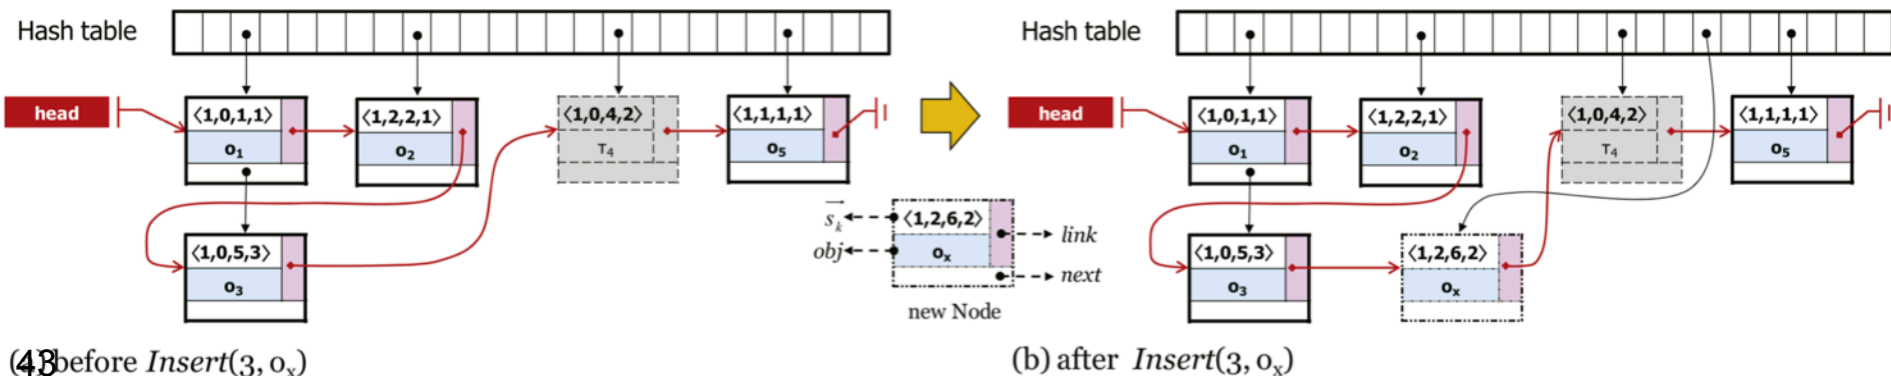 Hash table
head
⟨1,0,1,1⟩
o₁
⟨1,2,2,1⟩
o₂
⟨1,0,4,2⟩
T₄
⟨1,1,1,1⟩
o₅
⟨1,0,5,3⟩
o₃
s⃗ₖ
⟨1,2,6,2⟩
link
obj
oₓ
next
new Node
43
before Insert(3, oₓ)
Hash table
head
⟨1,0,1,1⟩
o₁
⟨1,2,2,1⟩
o₂
⟨1,0,4,2⟩
T₄
⟨1,1,1,1⟩
o₅
⟨1,0,5,3⟩
o₃
⟨1,2,6,2⟩
oₓ
(b) after Insert(3, oₓ)